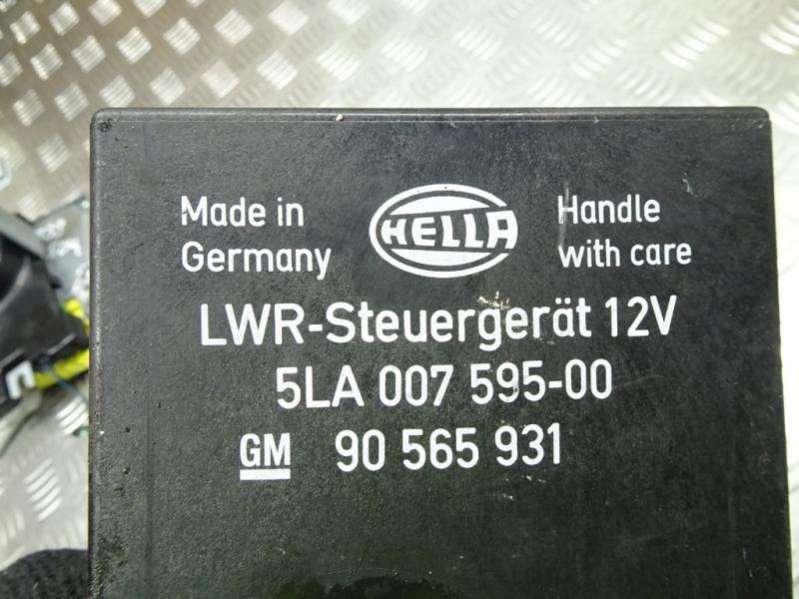 Made in
Germany
HELLA
Handle
with care
LWR-Steuergerät 12V
5LA 007 595-00
GM 90 565 931